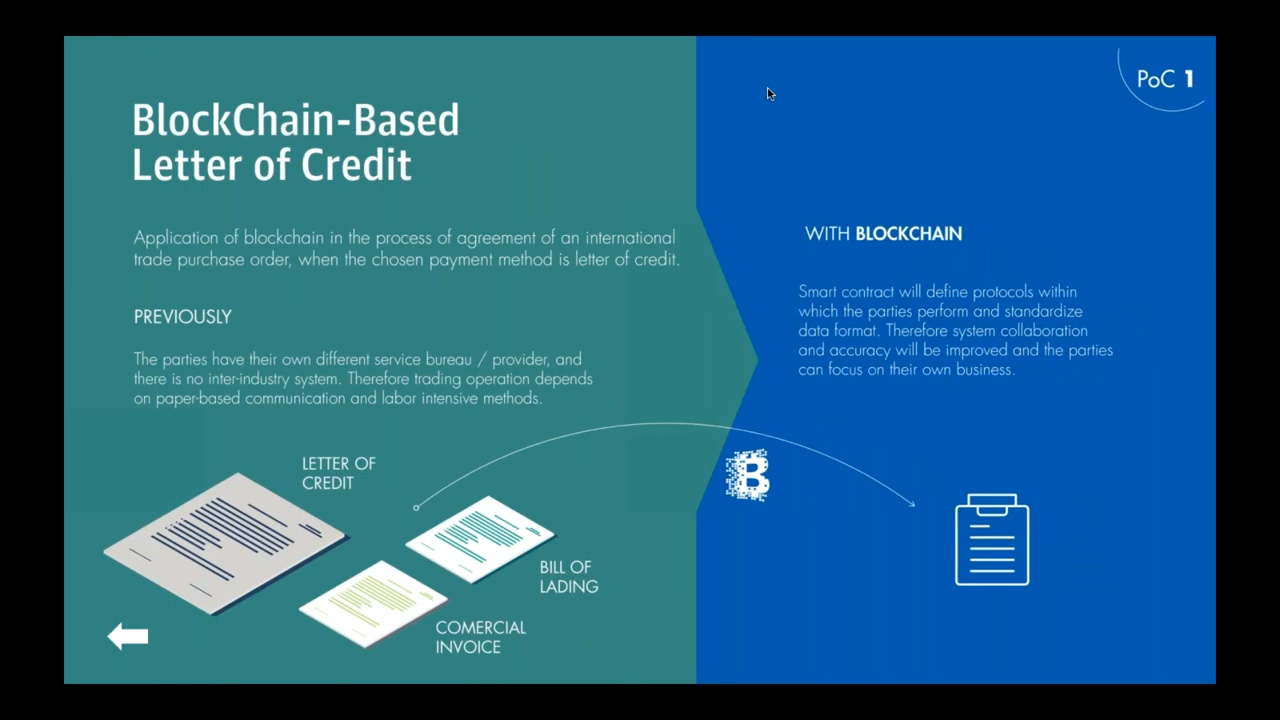 BlockChain-Based
Letter of Credit
Application of blockchain in the process of agreement of an international
trade purchase order, when the chosen payment method is letter of credit.
PREVIOUSLY
The parties have their own different service bureau / provider, and
there is no inter-industry system. Therefore trading operation depends
on paper-based communication and labor intensive methods.
LETTER OF
CREDIT
BILL OF
LADING
COMERCIAL
INVOICE
PoC 1
WITH BLOCKCHAIN
Smart contract will define protocols within
which the parties perform and standardize
data format. Therefore system collaboration
and accuracy will be improved and the parties
can focus on their own business.
B